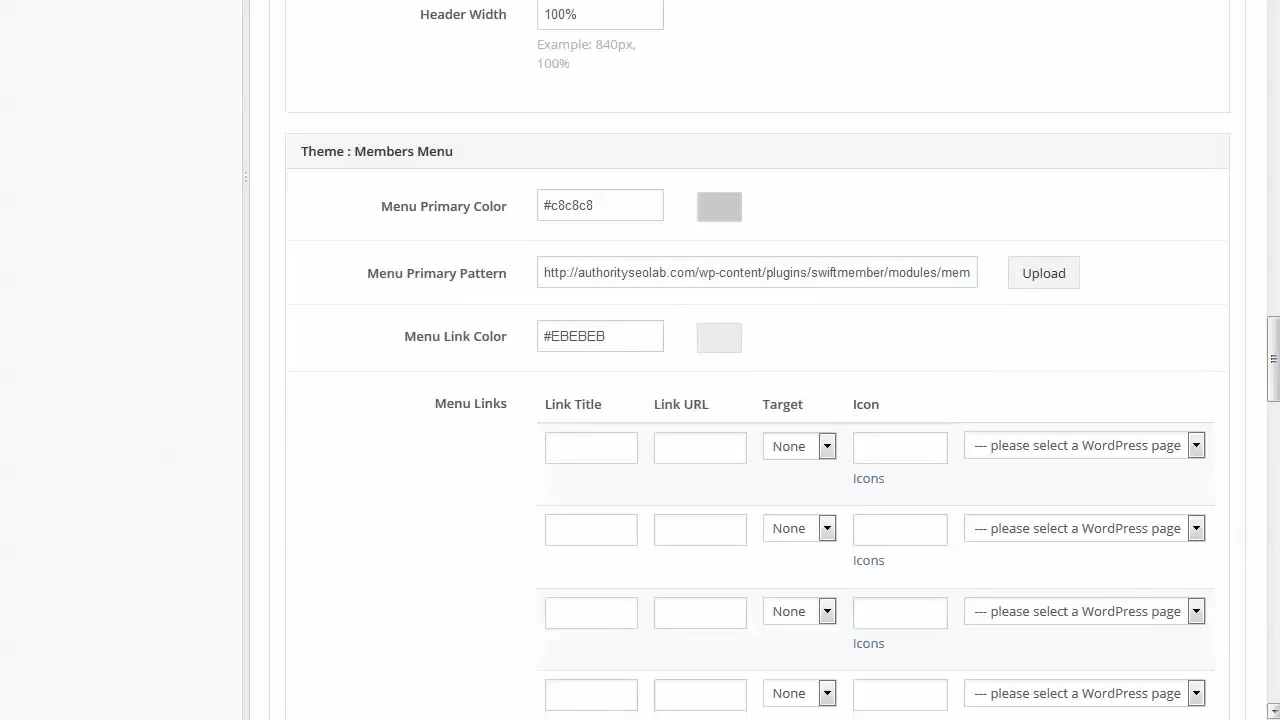 Header Width 100%
Example: 840px,
100%
Theme : Members Menu
Menu Primary Color #c8c8c8
Menu Primary Pattern http://authorityseolab.com/wp-content/plugins/swiftmember/modules/mem Upload
Menu Link Color #EBEBEB
Menu Links Link Title Link URL Target Icon
None --- please select a WordPress page
Icons
None --- please select a WordPress page
Icons
None --- please select a WordPress page
Icons
None --- please select a WordPress page